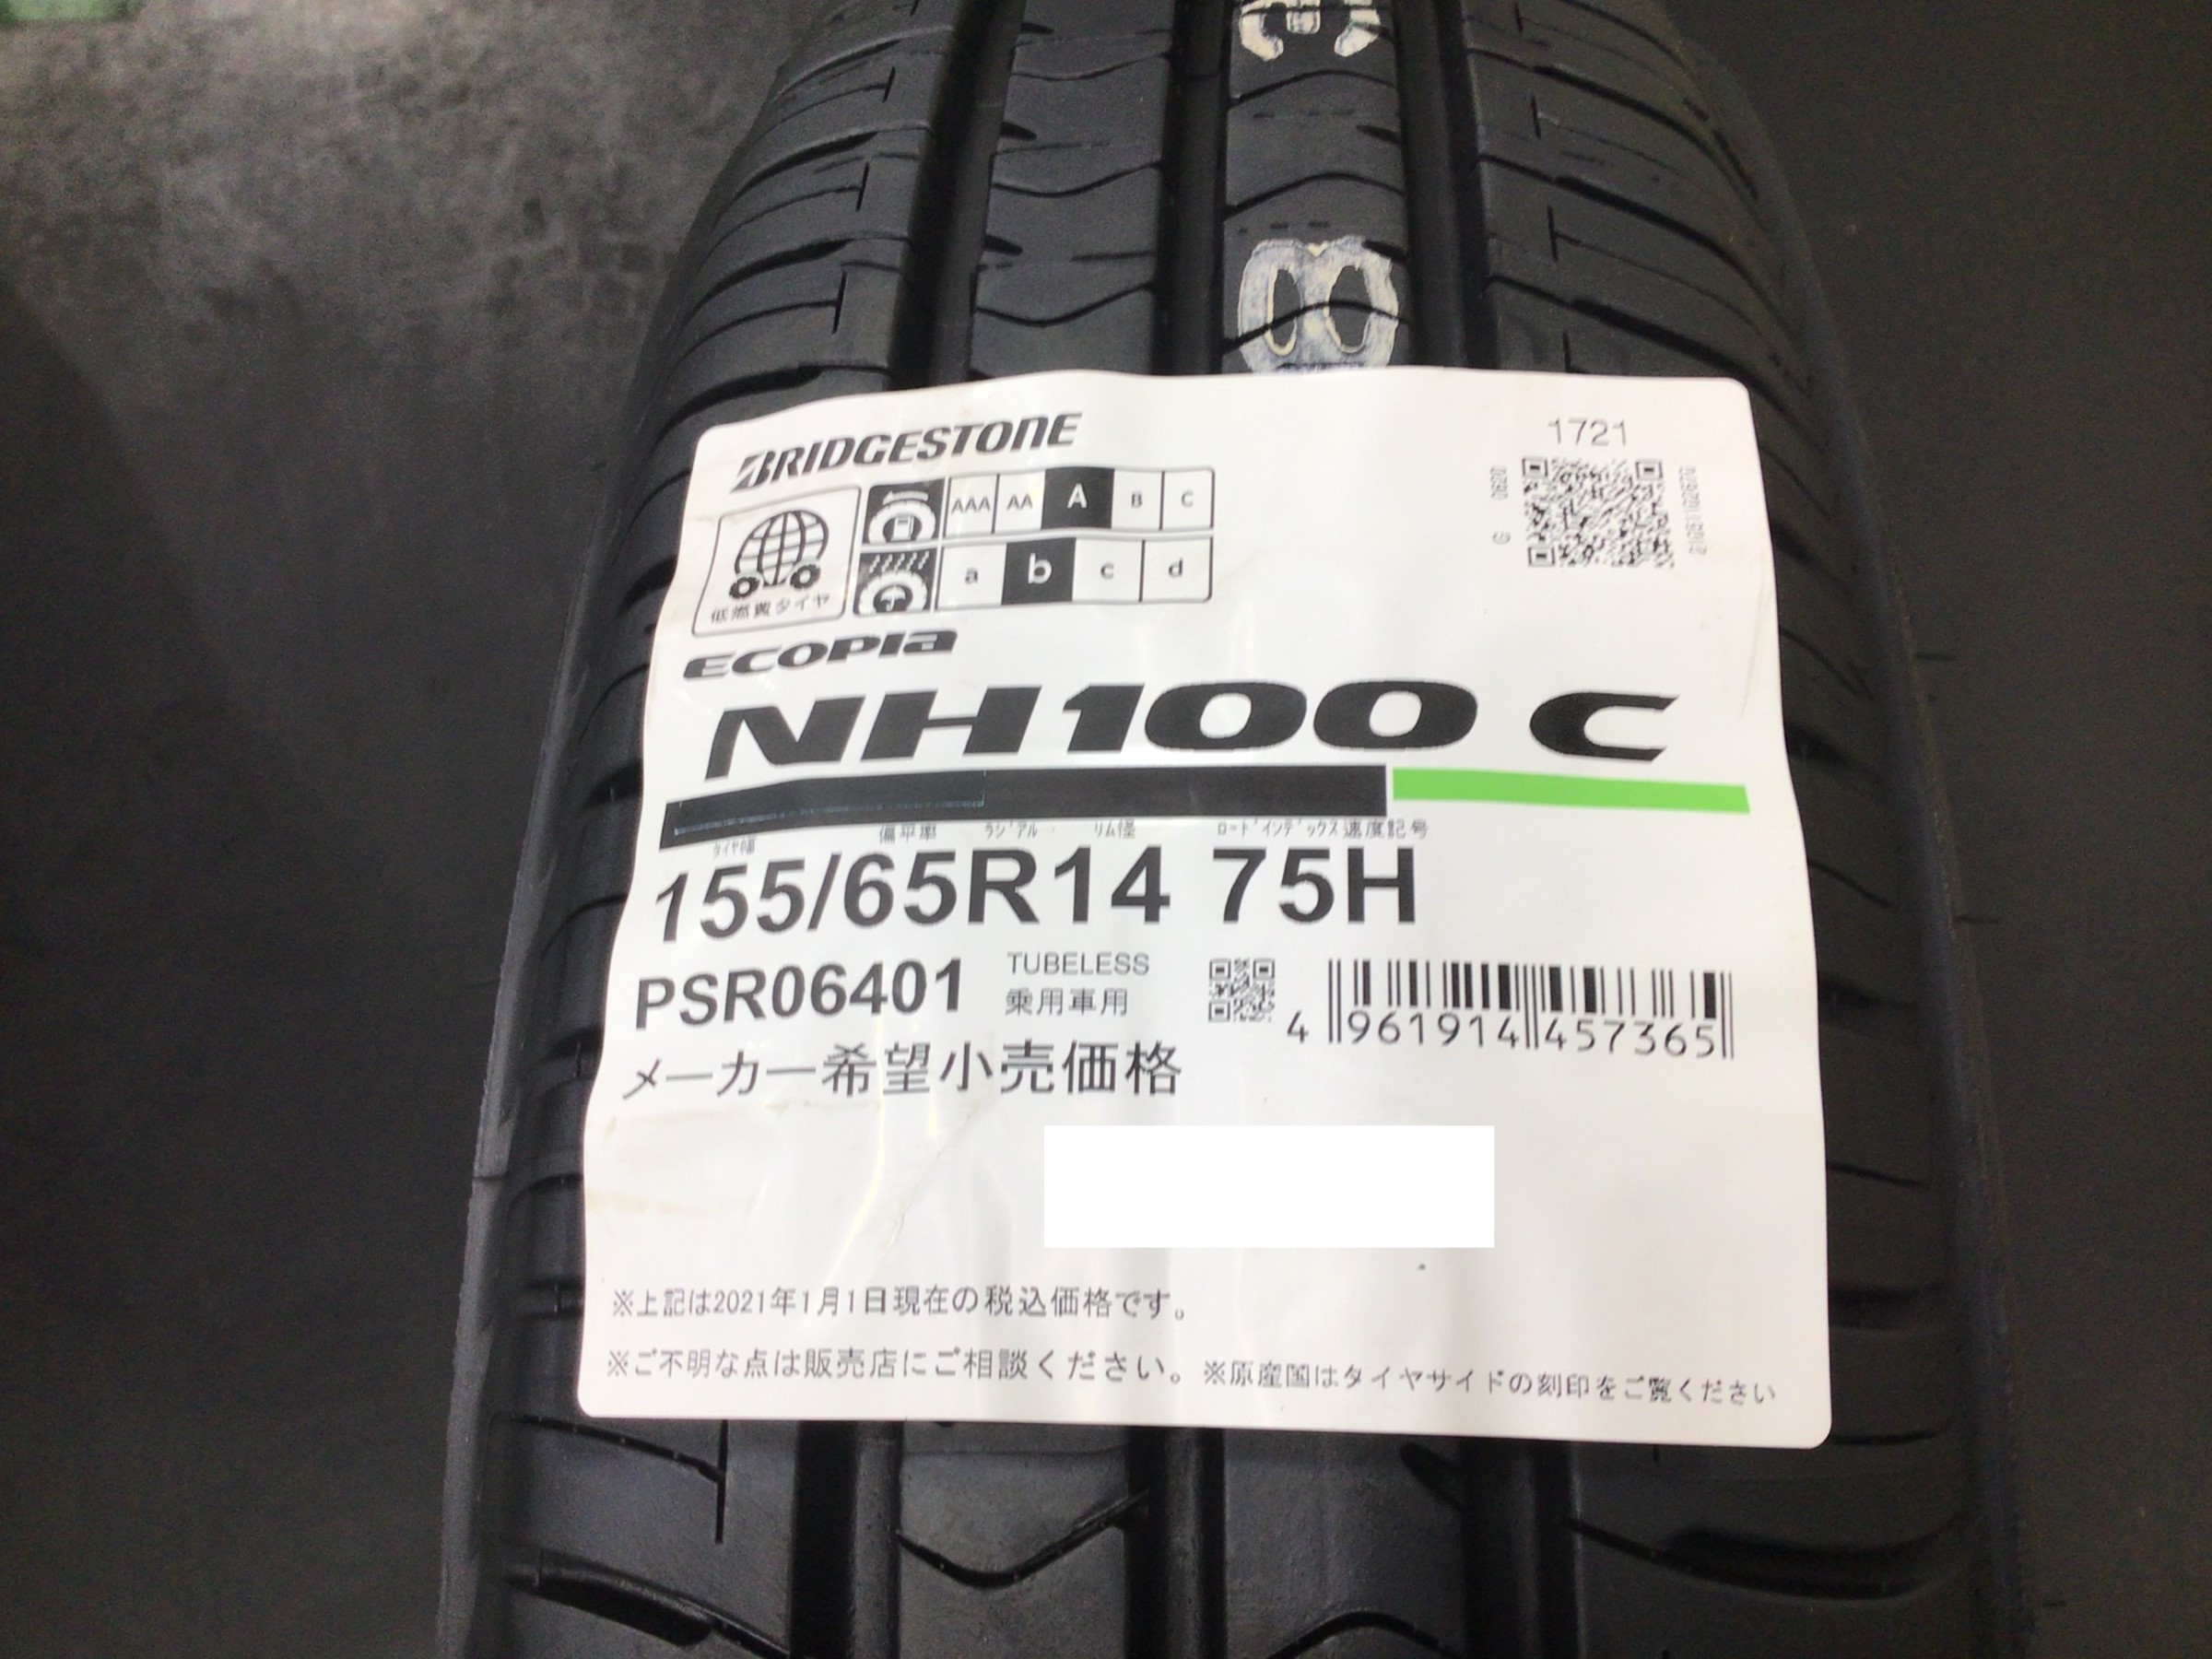 BRIDGESTONE
1721
AAA AA A B C
a b c d
低燃費タイヤ
G 0620
ECOPIA
NH100 C
タイヤ幅 偏平率 ラジアル リム径 ロードインデックス 速度記号
155/65R14 75H
PSR06401
TUBELESS
乗用車用
4 961914 457365
メーカー希望小売価格
※上記は2021年1月1日現在の税込価格です。
※ご不明な点は販売店にご相談ください。※原産国はタイヤサイドの刻印をご覧ください